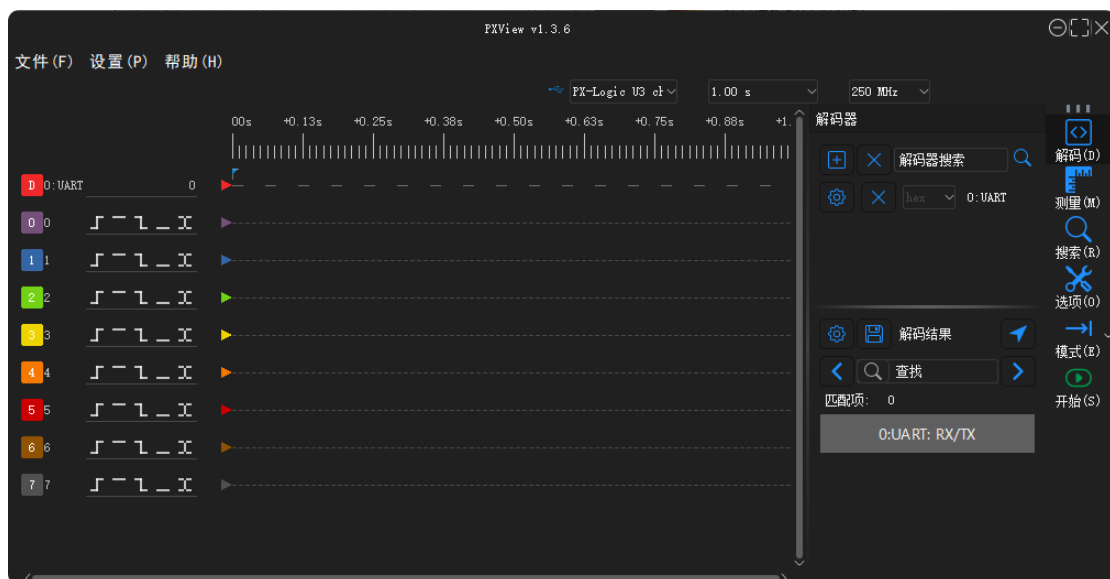 PXView v1.3.6
文件(F) 设置(P) 帮助(H)
PX-Logic U3 ch 1.00 s 250 MHz
00s +0.13s +0.25s +0.38s +0.50s +0.63s +0.75s +0.88s +1.
解码器
解码器搜索
hex 0:UART
D 0:UART 0
0 0
1 1
2 2
3 3
4 4
5 5
6 6
7 7
解码结果
查找
匹配项: 0
0:UART: RX/TX
解码(D)
测量(M)
搜索(R)
选项(O)
模式(E)
开始(S)